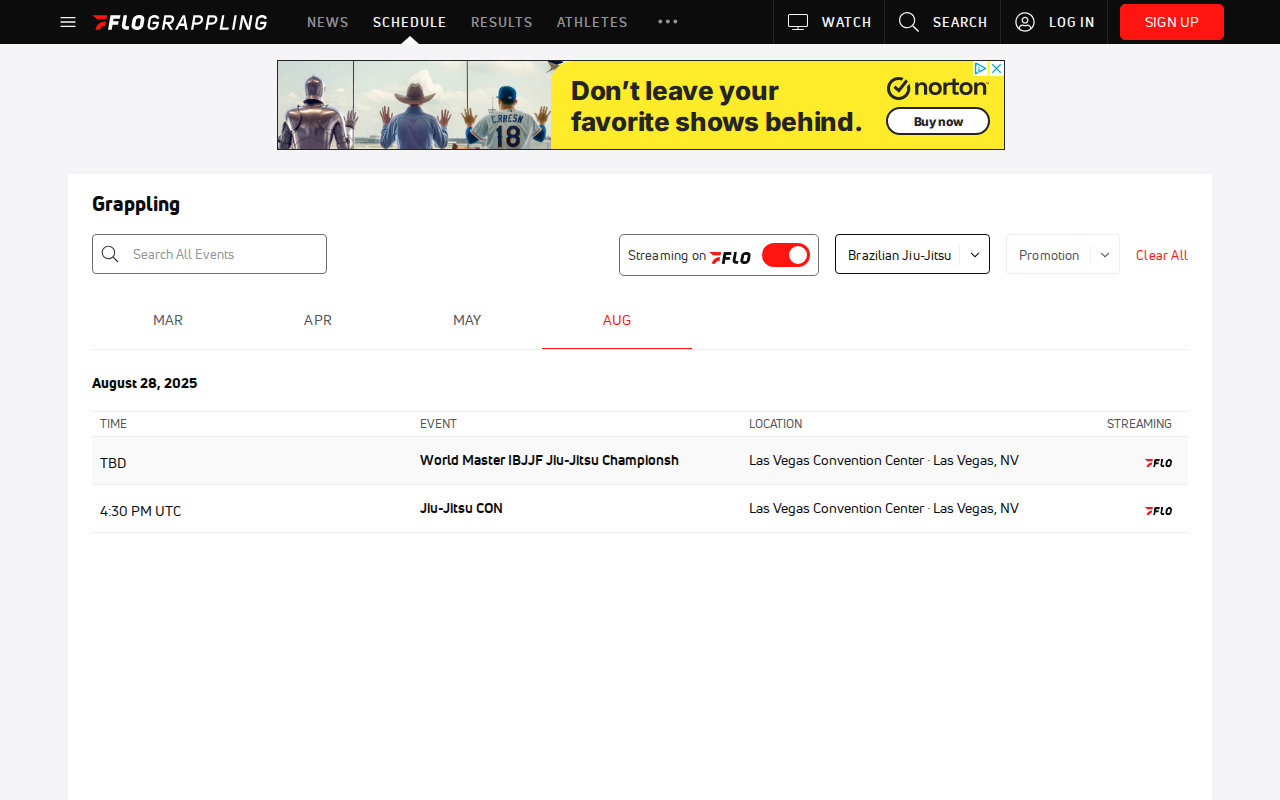 FLOGRAPPLING
NEWS
SCHEDULE
RESULTS
ATHLETES
WATCH
SEARCH
LOG IN
SIGN UP
Don't leave your
favorite shows behind.
norton
Buy now
18
Grappling
Search All Events
Streaming on FLO
Brazilian Jiu-Jitsu
Promotion
Clear All
MAR
APR
MAY
AUG
August 28, 2025
TIME EVENT LOCATION STREAMING
TBD World Master IBJJF Jiu-Jitsu Championsh Las Vegas Convention Center · Las Vegas, NV FLO
4:30 PM UTC Jiu-Jitsu CON Las Vegas Convention Center · Las Vegas, NV FLO